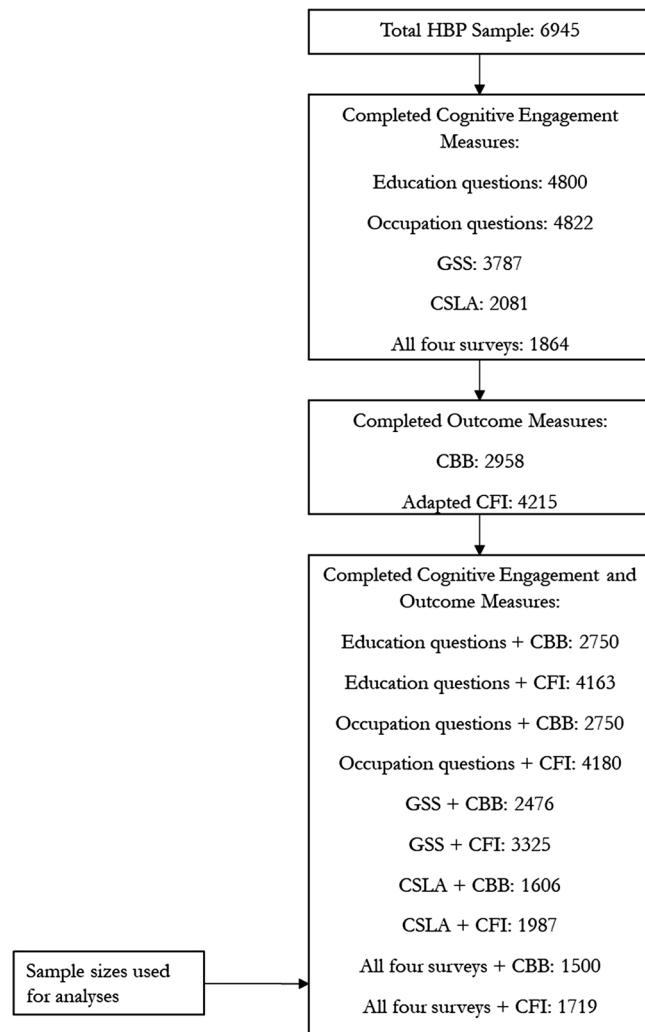 Total HBP Sample: 6945
Completed Cognitive Engagement
Measures:
Education questions: 4800
Occupation questions: 4822
GSS: 3787
CSLA: 2081
All four surveys: 1864
Completed Outcome Measures:
CBB: 2958
Adapted CFI: 4215
Completed Cognitive Engagement and
Outcome Measures:
Education questions + CBB: 2750
Education questions + CFI: 4163
Occupation questions + CBB: 2750
Occupation questions + CFI: 4180
GSS + CBB: 2476
GSS + CFI: 3325
CSLA + CBB: 1606
CSLA + CFI: 1987
All four surveys + CBB: 1500
All four surveys + CFI: 1719
Sample sizes used
for analyses